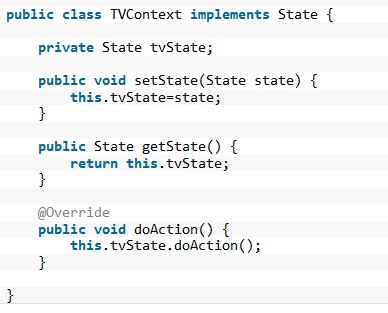 public class TVContext implements State {
private State tvState;
public void setState(State state) {
this.tvState=state;
}
public State getState() {
return this.tvState;
}
@Override
public void doAction() {
this.tvState.doAction();
}
}